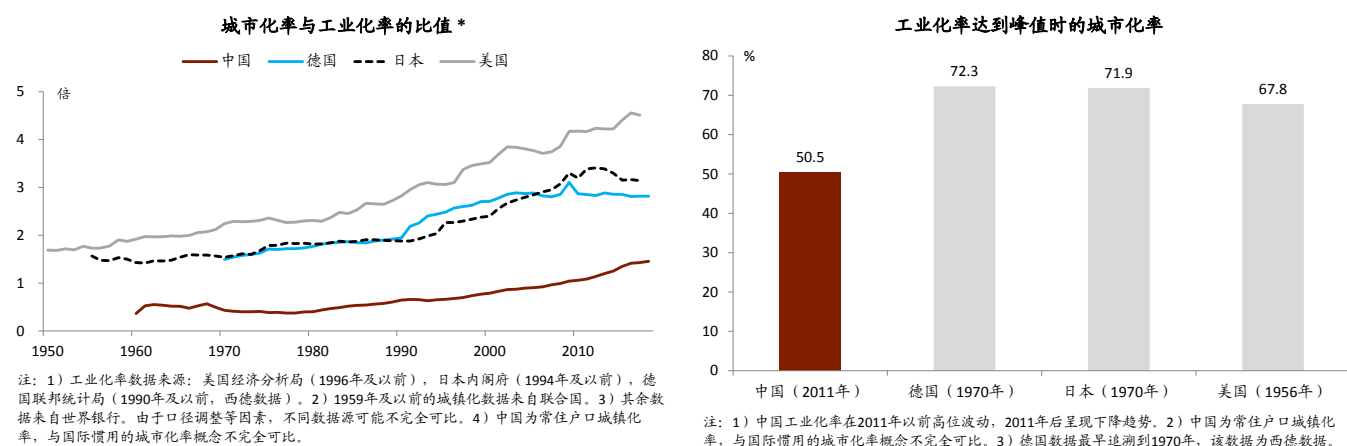 城市化率与工业化率的比值 *
中国 德国 日本 美国
倍
5
4
3
2
1
0
1950 1960 1970 1980 1990 2000 2010
注：1）工业化率数据来源：美国经济分析局（1996年及以前），日本内阁府（1994年及以前），德
国联邦统计局（1990年及以前，西德数据）。2）1959年及以前的城镇化数据来自联合国。3）其余数
据来自世界银行。由于口径调整等因素，不同数据源可能不完全可比。4）中国为常住户口城镇化
率，与国际惯用的城市化率概念不完全可比。
工业化率达到峰值时的城市化率
%
80
70
60
50
40
30
20
10
0
50.5
72.3
71.9
67.8
中国（2011年） 德国（1970年） 日本（1970年） 美国（1956年）
注：1）中国工业化率在2011年以前高位波动，2011年后呈现下降趋势。2）中国为常住户口城镇化
率，与国际惯用的城市化率概念不完全可比。3）德国数据最早追溯到1970年，该数据为西德数据。